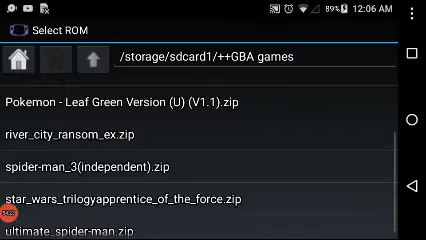 89% 12:06 AM
Select ROM
/storage/sdcard1/++GBA games
Pokemon - Leaf Green Version (U) (V1.1).zip
river_city_ransom_ex.zip
spider-man_3(independent).zip
star_wars_trilogyapprentice_of_the_force.zip
ultimate_spider-man.zip